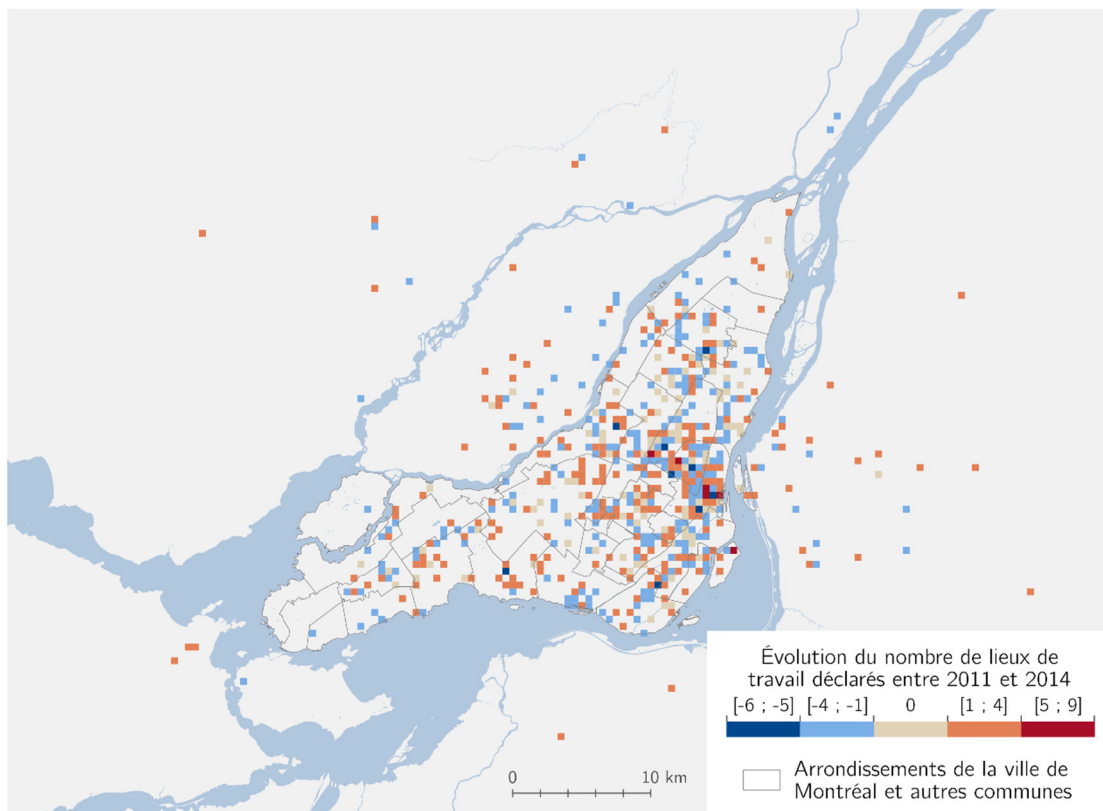 Évolution du nombre de lieux de
travail déclarés entre 2011 et 2014
[-6 ; -5] [-4 ; -1] 0 [1 ; 4] [5 ; 9]
Arrondissements de la ville de
Montréal et autres communes
0 10 km